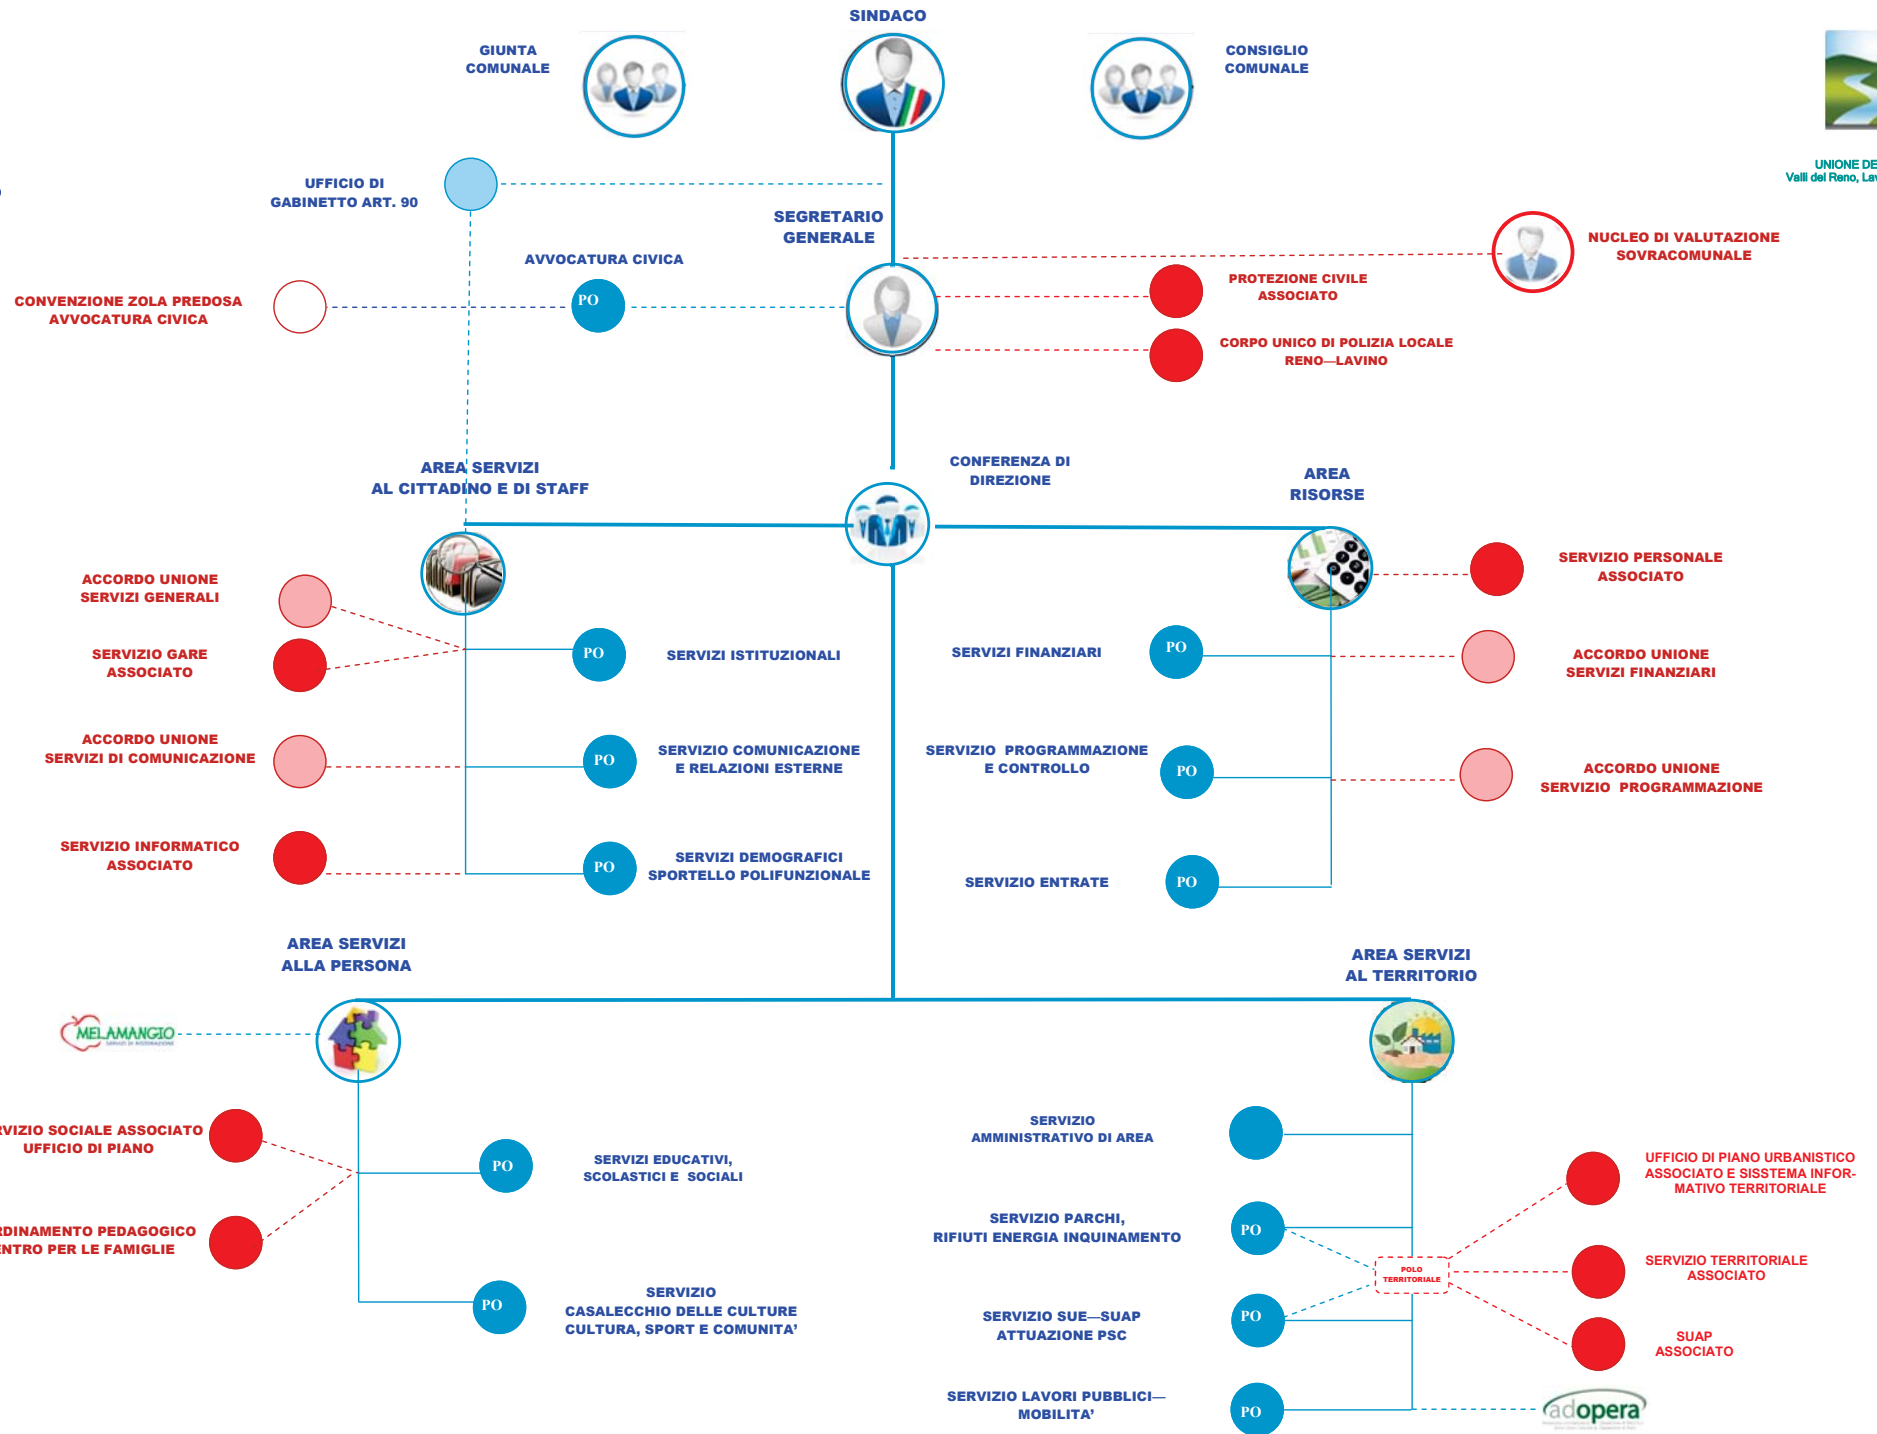 SINDACO
GIUNTA
COMUNALE
CONSIGLIO
COMUNALE
UNIONE DE
Valli del Reno, Lav
UFFICIO DI
GABINETTO ART. 90
SEGRETARIO
GENERALE
NUCLEO DI VALUTAZIONE
SOVRACOMUNALE
AVVOCATURA CIVICA
PO
CONVENZIONE ZOLA PREDOSA
AVVOCATURA CIVICA
PROTEZIONE CIVILE
ASSOCIATO
CORPO UNICO DI POLIZIA LOCALE
RENO—LAVINO
AREA SERVIZI
AL CITTADINO E DI STAFF
CONFERENZA DI
DIREZIONE
AREA
RISORSE
ACCORDO UNIONE
SERVIZI GENERALI
SERVIZIO GARE
ASSOCIATO
PO
SERVIZI ISTITUZIONALI
ACCORDO UNIONE
SERVIZI DI COMUNICAZIONE
PO
SERVIZIO COMUNICAZIONE
E RELAZIONI ESTERNE
SERVIZIO INFORMATICO
ASSOCIATO
PO
SERVIZI DEMOGRAFICI
SPORTELLO POLIFUNZIONALE
SERVIZIO PERSONALE
ASSOCIATO
SERVIZI FINANZIARI
PO
ACCORDO UNIONE
SERVIZI FINANZIARI
SERVIZIO PROGRAMMAZIONE
E CONTROLLO
PO
ACCORDO UNIONE
SERVIZIO PROGRAMMAZIONE
SERVIZIO ENTRATE
PO
AREA SERVIZI
ALLA PERSONA
AREA SERVIZI
AL TERRITORIO
MELAMANGIO
RVIZIO SOCIALE ASSOCIATO
UFFICIO DI PIANO
PO
SERVIZI EDUCATIVI,
SCOLASTICI E SOCIALI
RDINAMENTO PEDAGOGICO
ENTRO PER LE FAMIGLIE
PO
SERVIZIO
CASALECCHIO DELLE CULTURE
CULTURA, SPORT E COMUNITA’
SERVIZIO
AMMINISTRATIVO DI AREA
SERVIZIO PARCHI,
RIFIUTI ENERGIA INQUINAMENTO
PO
SERVIZIO SUE—SUAP
ATTUAZIONE PSC
PO
SERVIZIO LAVORI PUBBLICI—
MOBILITA’
PO
POLO
TERRITORIALE
UFFICIO DI PIANO URBANISTICO
ASSOCIATO E SISSTEMA INFOR-
MATIVO TERRITORIALE
SERVIZIO TERRITORIALE
ASSOCIATO
SUAP
ASSOCIATO
adopera